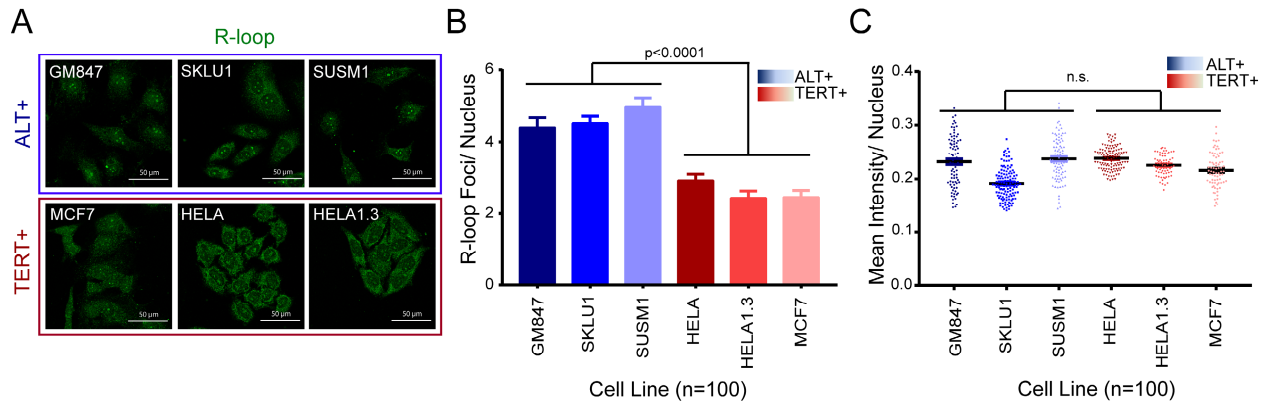 A
R-loop
ALT+
GM847
SKLU1
SUSM1
50 μm
50 μm
50 μm
TERT+
MCF7
HELA
HELA1.3
50 μm
50 μm
50 μm
B
p<0.0001
ALT+
TERT+
R-loop Foci/ Nucleus
6
4
2
0
GM847
SKLU1
SUSM1
HELA
HELA1.3
MCF7
Cell Line (n=100)
C
n.s.
ALT+
TERT+
Mean Intensity/ Nucleus
0.4
0.3
0.2
0.1
0.0
GM847
SKLU1
SUSM1
HELA
HELA1.3
MCF7
Cell Line (n=100)